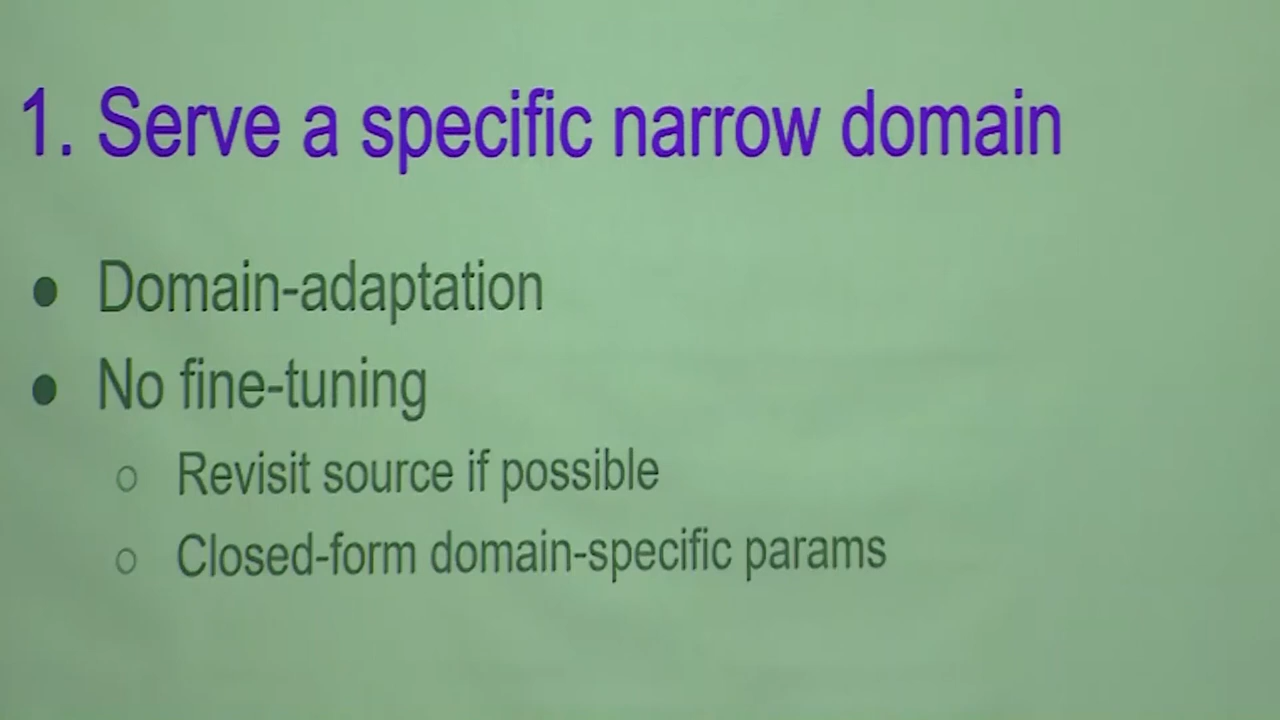 1. Serve a specific narrow domain
● Domain-adaptation
● No fine-tuning
○ Revisit source if possible
○ Closed-form domain-specific params